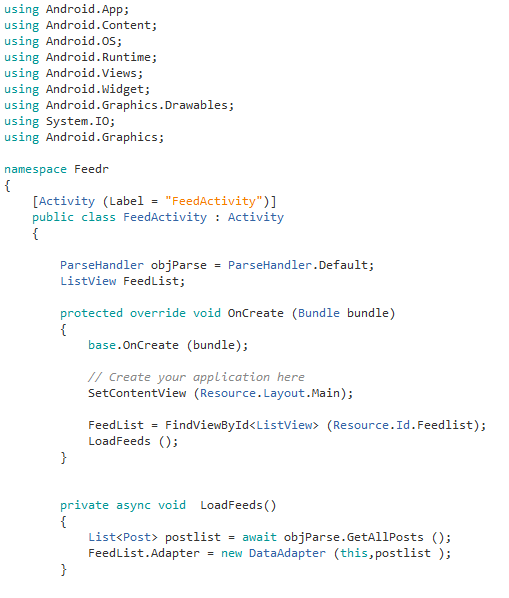 using Android.App;
using Android.Content;
using Android.OS;
using Android.Runtime;
using Android.Views;
using Android.Widget;
using Android.Graphics.Drawables;
using System.IO;
using Android.Graphics;

namespace Feedr
{
    [Activity (Label = "FeedActivity")]
    public class FeedActivity : Activity
    {

        ParseHandler objParse = ParseHandler.Default;
        ListView FeedList;

        protected override void OnCreate (Bundle bundle)
        {
            base.OnCreate (bundle);

            // Create your application here
            SetContentView (Resource.Layout.Main);

            FeedList = FindViewById<ListView> (Resource.Id.Feedlist);
            LoadFeeds ();
        }


        private async void  LoadFeeds()
        {
            List<Post> postlist = await objParse.GetAllPosts ();
            FeedList.Adapter = new DataAdapter (this,postlist );
        }